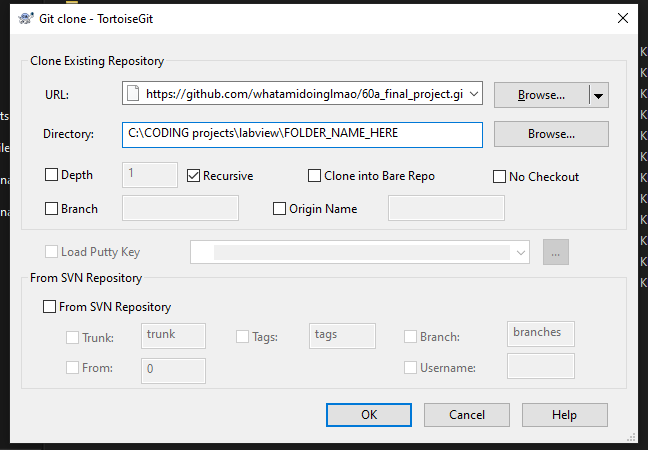 Git clone - TortoiseGit
Clone Existing Repository
URL: https://github.com/whatamidoinglmao/60a_final_project.gi Browse...
Directory: C:\CODING projects\labview\FOLDER_NAME_HERE Browse...
Depth 1 Recursive Clone into Bare Repo No Checkout
Branch Origin Name
Load Putty Key ...
From SVN Repository
From SVN Repository
Trunk: trunk Tags: tags Branch: branches
From: 0 Username:
OK Cancel Help